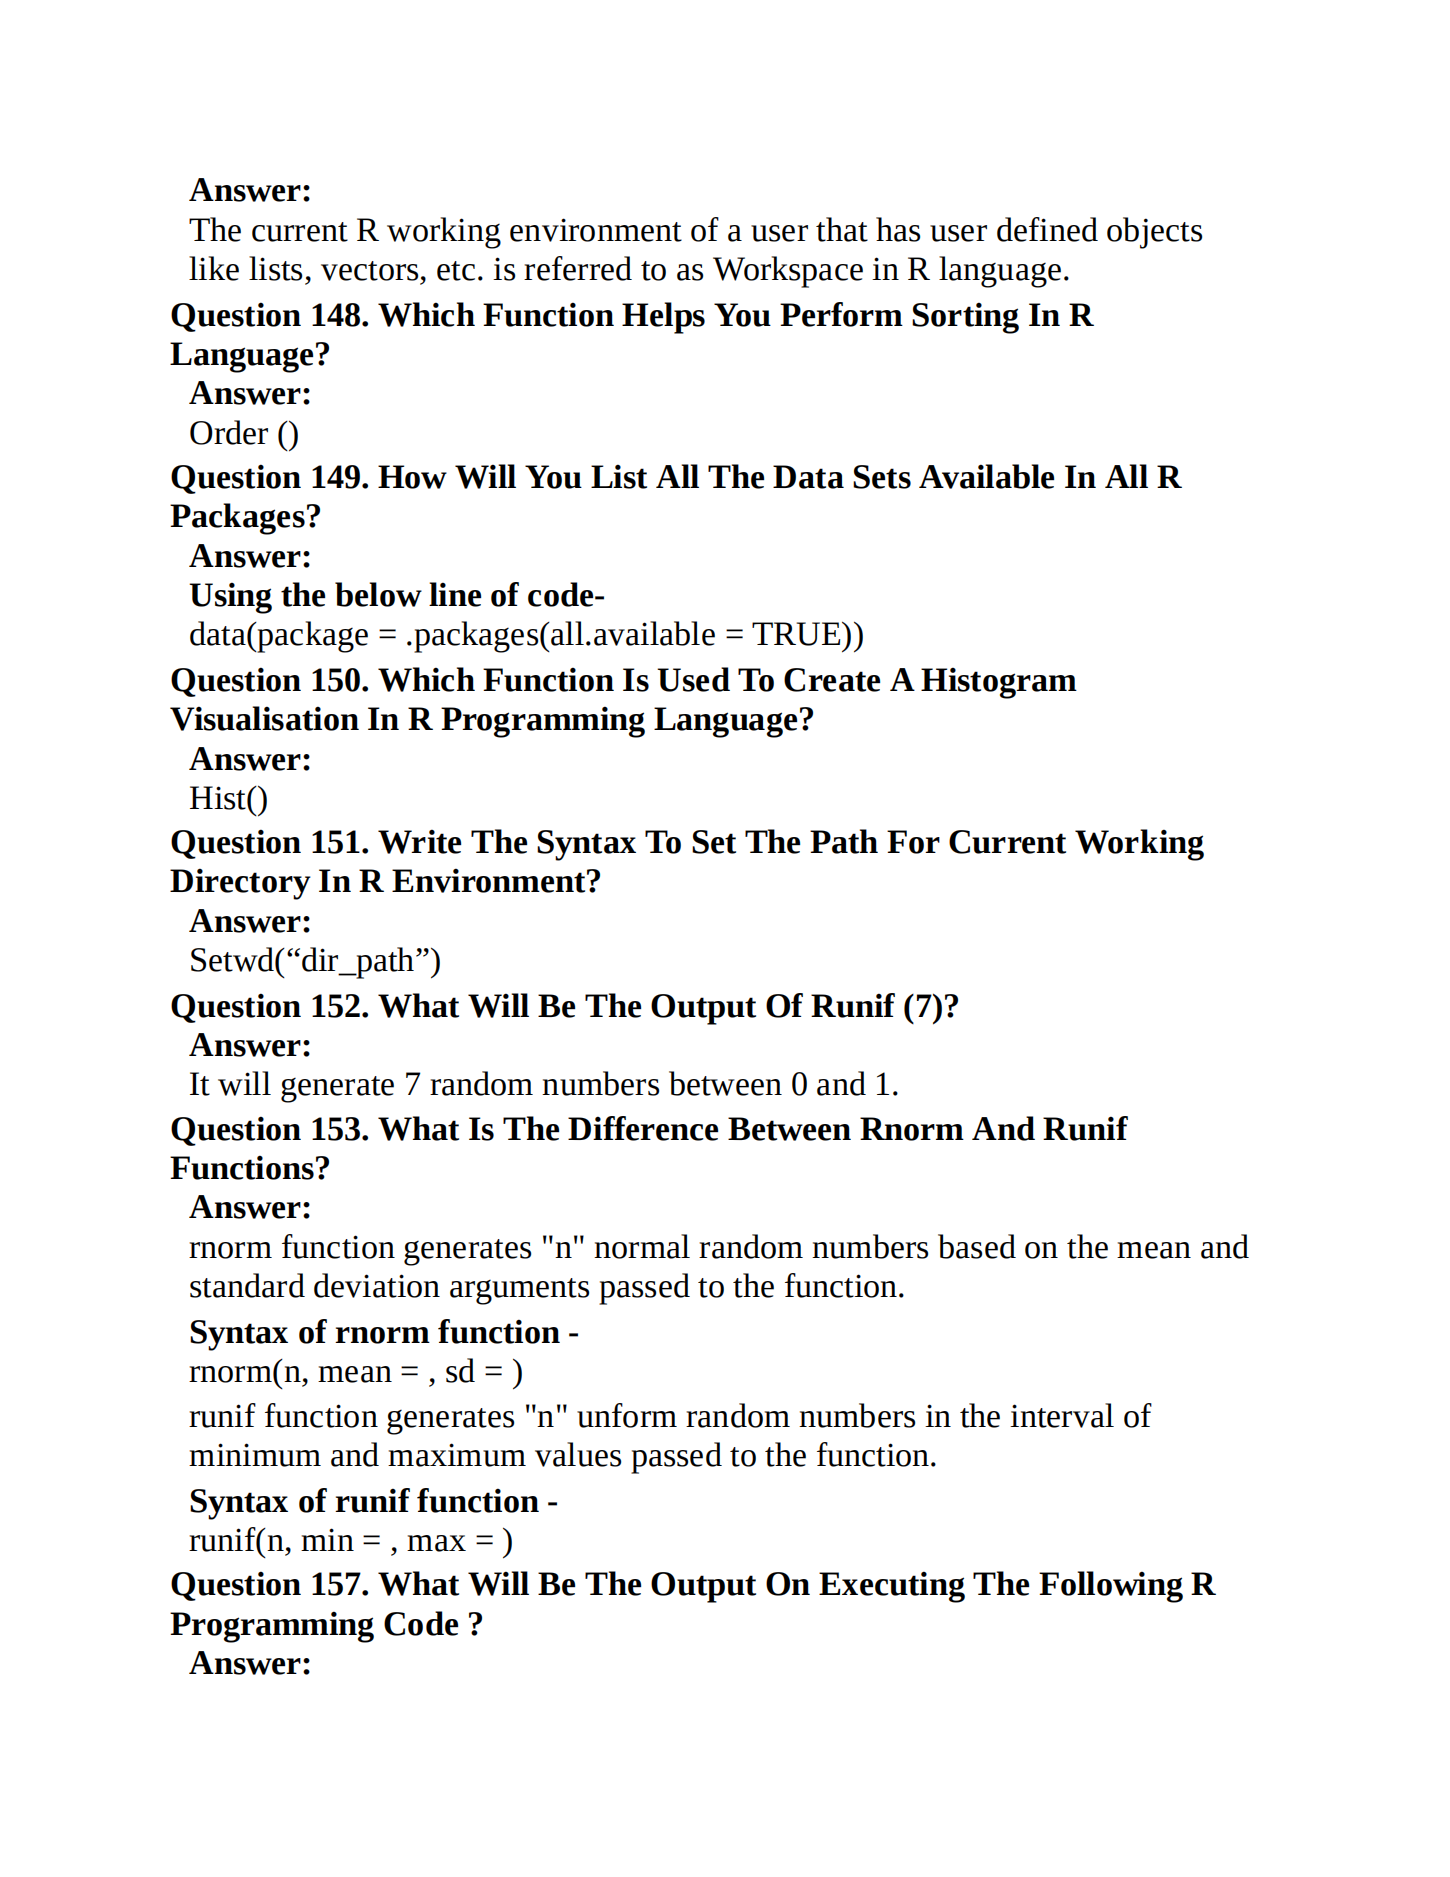 Answer:
The current R working environment of a user that has user defined objects
like lists, vectors, etc. is referred to as Workspace in R language.
Question 148. Which Function Helps You Perform Sorting In R
Language?
Answer:
Order ()
Question 149. How Will You List All The Data Sets Available In All R
Packages?
Answer:
Using the below line of code-
data(package = .packages(all.available = TRUE))
Question 150. Which Function Is Used To Create A Histogram
Visualisation In R Programming Language?
Answer:
Hist()
Question 151. Write The Syntax To Set The Path For Current Working
Directory In R Environment?
Answer:
Setwd(“dir_path”)
Question 152. What Will Be The Output Of Runif (7)?
Answer:
It will generate 7 random numbers between 0 and 1.
Question 153. What Is The Difference Between Rnorm And Runif
Functions?
Answer:
rnorm function generates "n" normal random numbers based on the mean and
standard deviation arguments passed to the function.
Syntax of rnorm function -
rnorm(n, mean = , sd = )
runif function generates "n" unform random numbers in the interval of
minimum and maximum values passed to the function.
Syntax of runif function -
runif(n, min = , max = )
Question 157. What Will Be The Output On Executing The Following R
Programming Code ?
Answer: